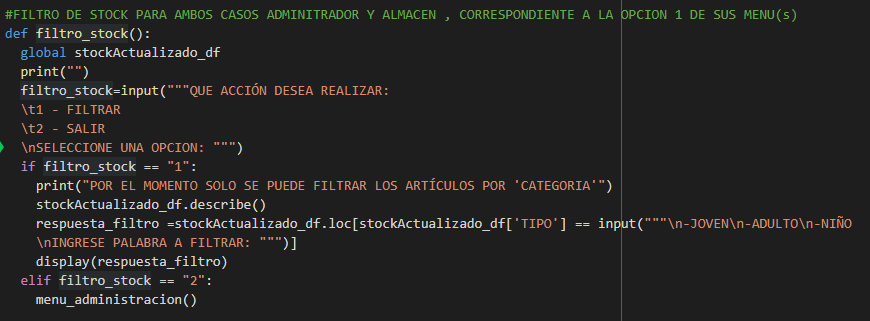 #FILTRO DE STOCK PARA AMBOS CASOS ADMINITRADOR Y ALMACEN , CORRESPONDIENTE A LA OPCION 1 DE SUS MENU(s)
def filtro_stock():
  global stockActualizado_df
  print("")
  filtro_stock=input("""QUE ACCIÓN DESEA REALIZAR:
  \t1 - FILTRAR
  \t2 - SALIR
  \nSELECCIONE UNA OPCION: """)
  if filtro_stock == "1":
    print("POR EL MOMENTO SOLO SE PUEDE FILTRAR LOS ARTÍCULOS POR 'CATEGORIA'")
    stockActualizado_df.describe()
    respuesta_filtro =stockActualizado_df.loc[stockActualizado_df['TIPO'] == input("""\n-JOVEN\n-ADULTO\n-NIÑO
    \nINGRESE PALABRA A FILTRAR: """)]
    display(respuesta_filtro)
  elif filtro_stock == "2":
    menu_administracion()